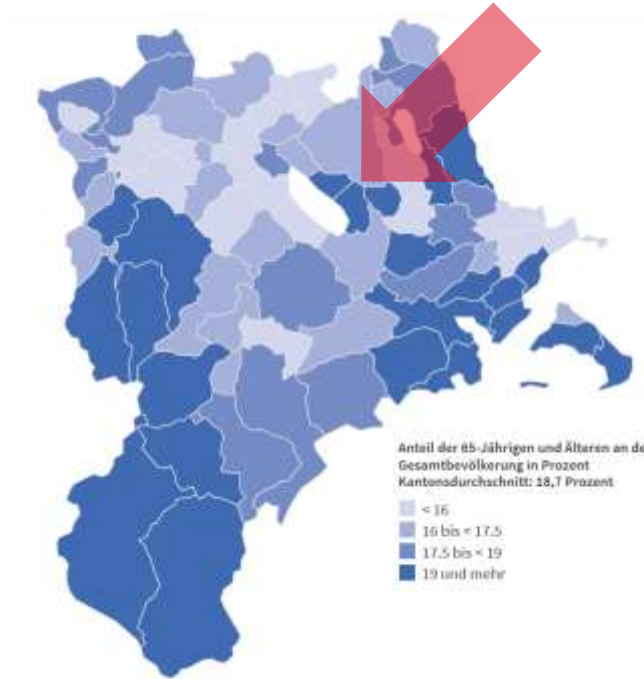 Anteil der 65-Jährigen und Älteren an de
Gesamtbevölkerung in Prozent
Kantonsdurchschnitt: 18,7 Prozent
< 16
16 bis < 17.5
17.5 bis < 19
19 und mehr